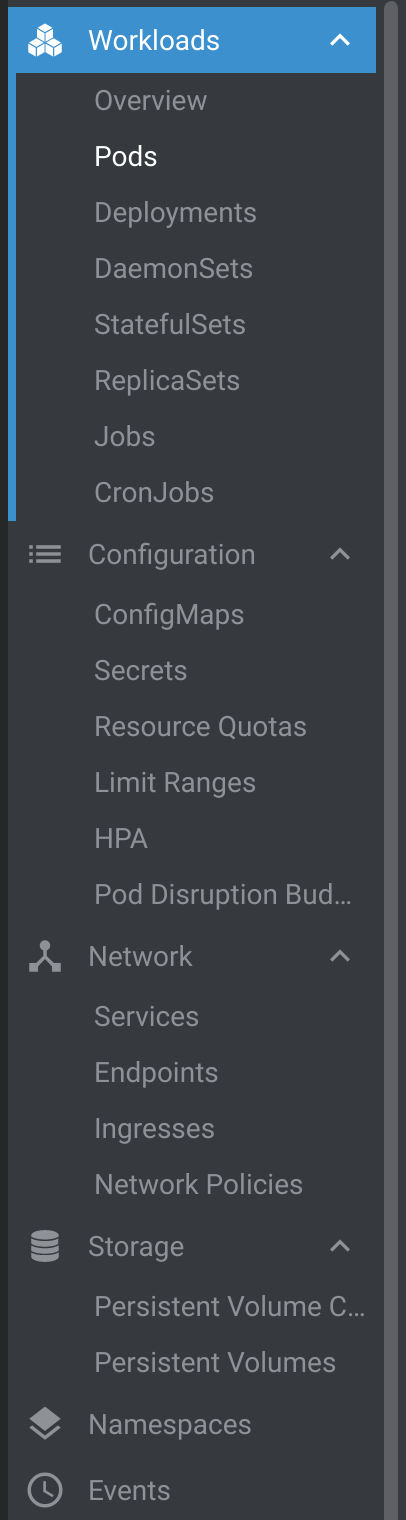 Workloads
Overview
Pods
Deployments
DaemonSets
StatefulSets
ReplicaSets
Jobs
CronJobs
Configuration
ConfigMaps
Secrets
Resource Quotas
Limit Ranges
HPA
Pod Disruption Bud...
Network
Services
Endpoints
Ingresses
Network Policies
Storage
Persistent Volume C...
Persistent Volumes
Namespaces
Events